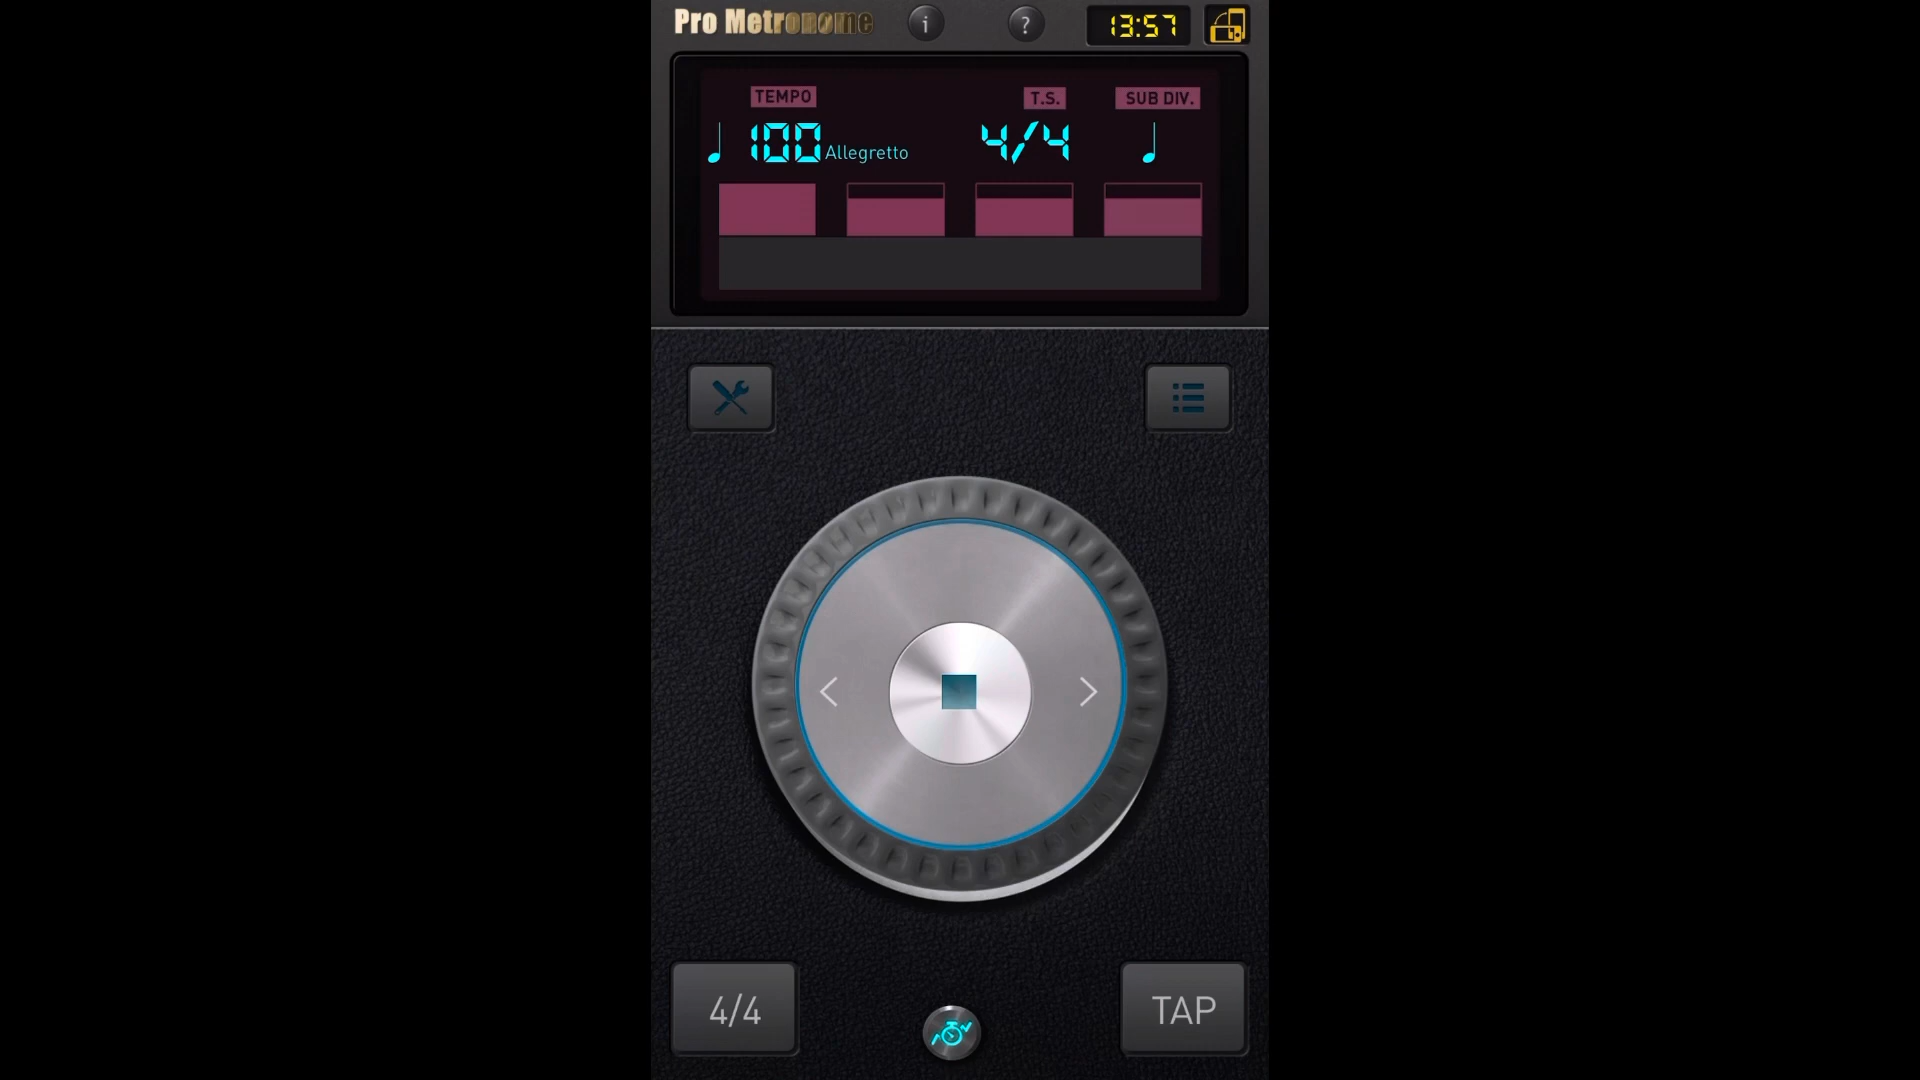 Pro Metronome i ? 13:57
TEMPO T.S. SUB DIV.
100 Allegretto 4/4
4/4 TAP